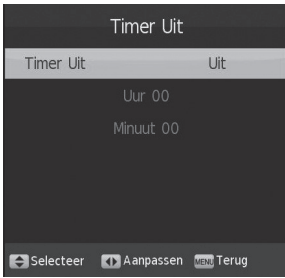 Timer Uit
Timer Uit Uit
Uur 00
Minuut 00
Selecteer Aanpassen MENU Terug